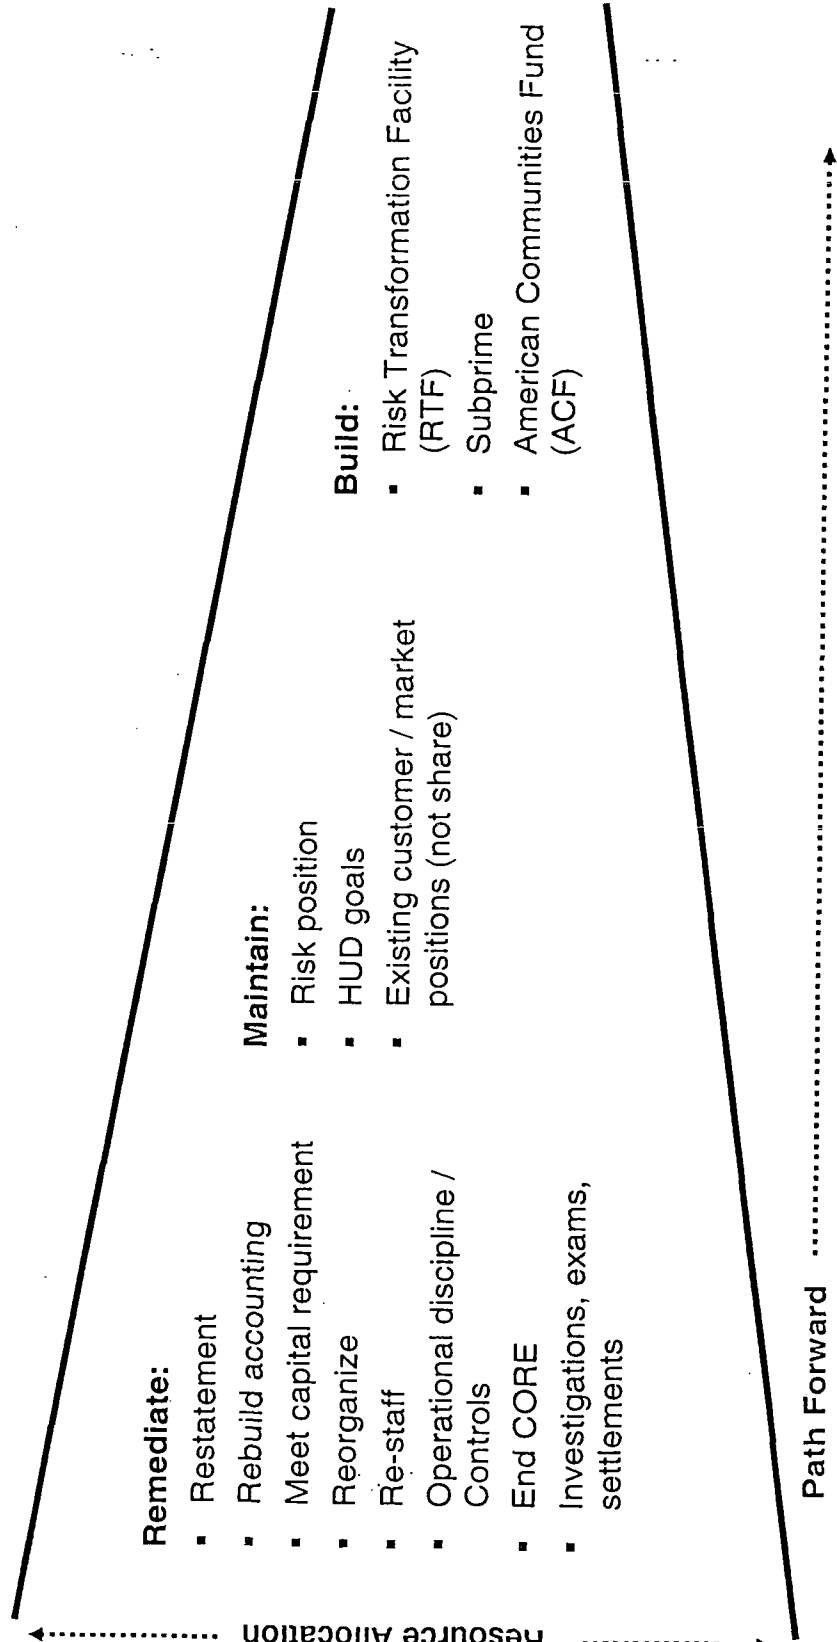 Resource Allocation
Remediate:
▪ Restatement
▪ Rebuild accounting
▪ Meet capital requirement
▪ Reorganize
▪ Re-staff
▪ Operational discipline /
Controls
▪ End CORE
▪ Investigations, exams,
settlements
Maintain:
▪ Risk position
▪ HUD goals
▪ Existing customer / market
positions (not share)
Build:
▪ Risk Transformation Facility
(RTF)
▪ Subprime
▪ American Communities Fund
(ACF)
Path Forward